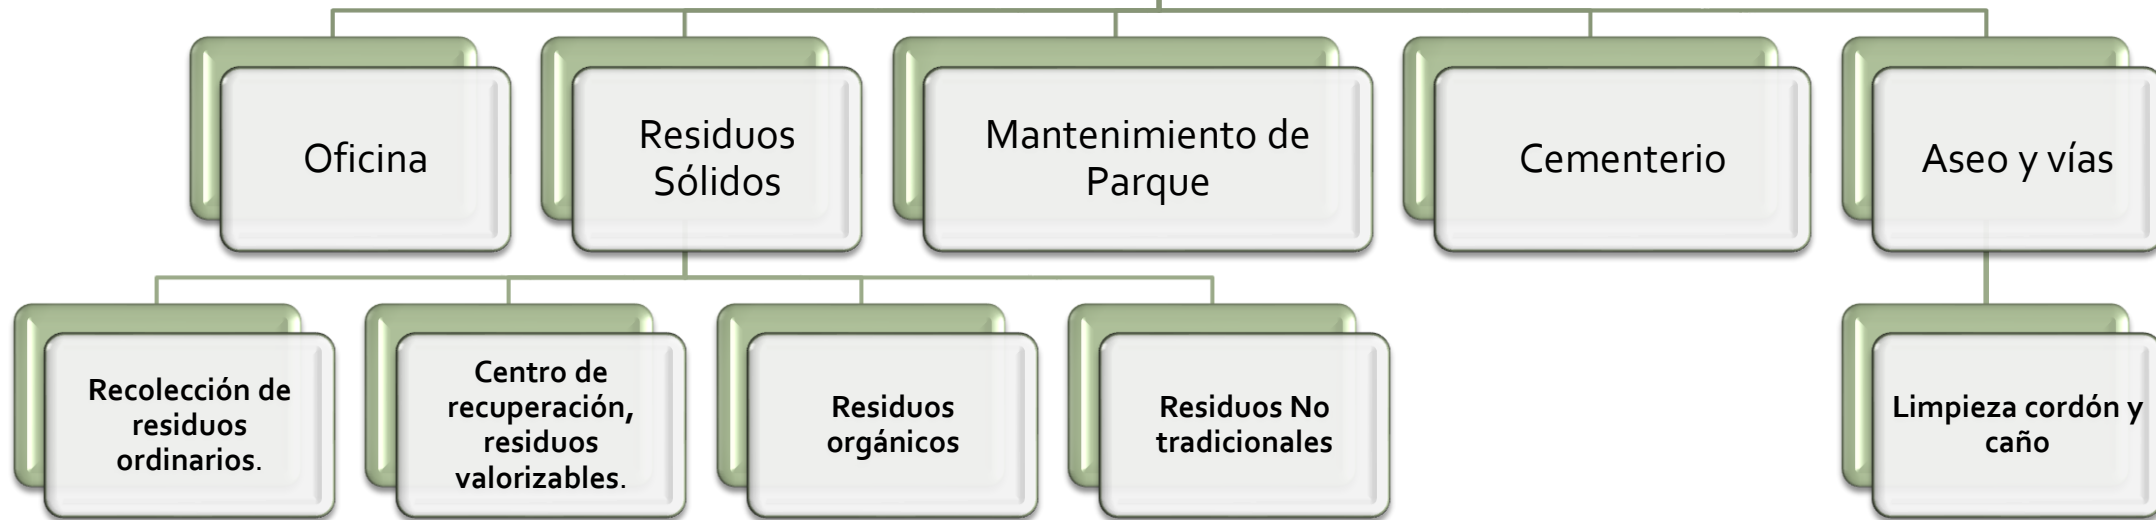 Oficina
Residuos
Sólidos
Mantenimiento de
Parque
Cementerio
Aseo y vías
Recolección de
residuos
ordinarios.
Centro de
recuperación,
residuos
valorizables.
Residuos
orgánicos
Residuos No
tradicionales
Limpieza cordón y
caño